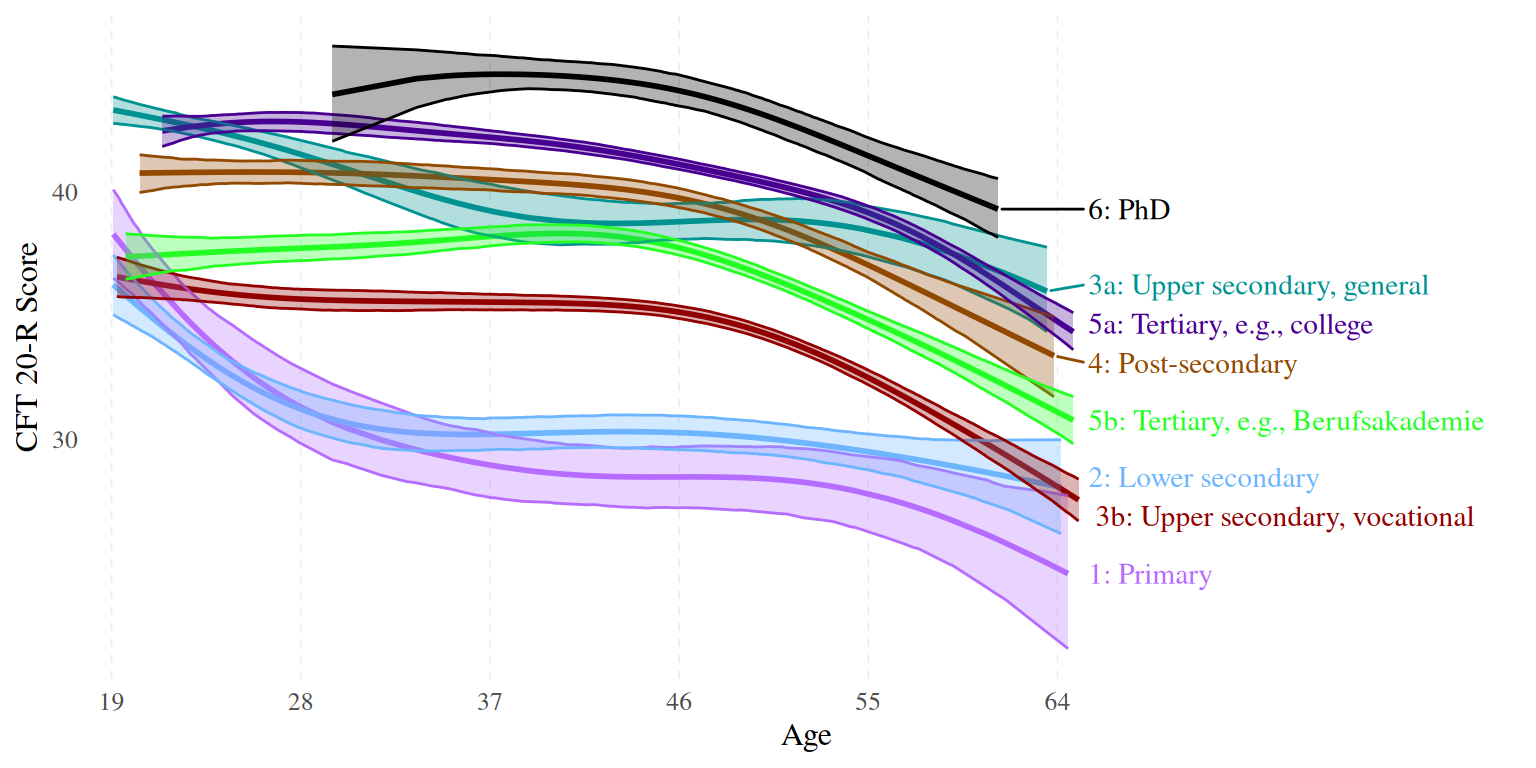 CFT 20-R Score
40
30
6: PhD
3a: Upper secondary, general
5a: Tertiary, e.g., college
4: Post-secondary
5b: Tertiary, e.g., Berufsakademie
2: Lower secondary
3b: Upper secondary, vocational
1: Primary
19 28 37 46 55 64
Age